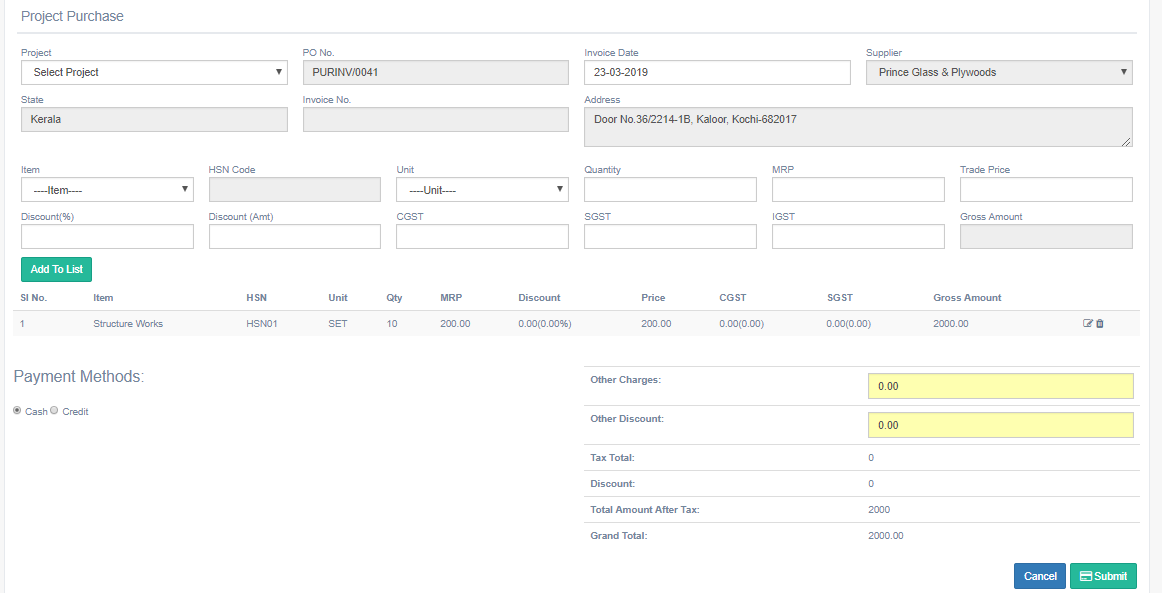 Project Purchase
Project PO No. Invoice Date Supplier
Select Project PURINV/0041 23-03-2019 Prince Glass & Plywoods
State Invoice No. Address
Kerala Door No.36/2214-1B, Kaloor, Kochi-682017
Item HSN Code Unit Quantity MRP Trade Price
----Item---- ----Unit----
Discount(%) Discount (Amt) CGST SGST IGST Gross Amount
Add To List
Sl No. Item HSN Unit Qty MRP Discount Price CGST SGST Gross Amount
1 Structure Works HSN01 SET 10 200.00 0.00(0.00%) 200.00 0.00(0.00) 0.00(0.00) 2000.00
Payment Methods:
Cash Credit
Other Charges: 0.00
Other Discount: 0.00
Tax Total: 0
Discount: 0
Total Amount After Tax: 2000
Grand Total: 2000.00
Cancel Submit